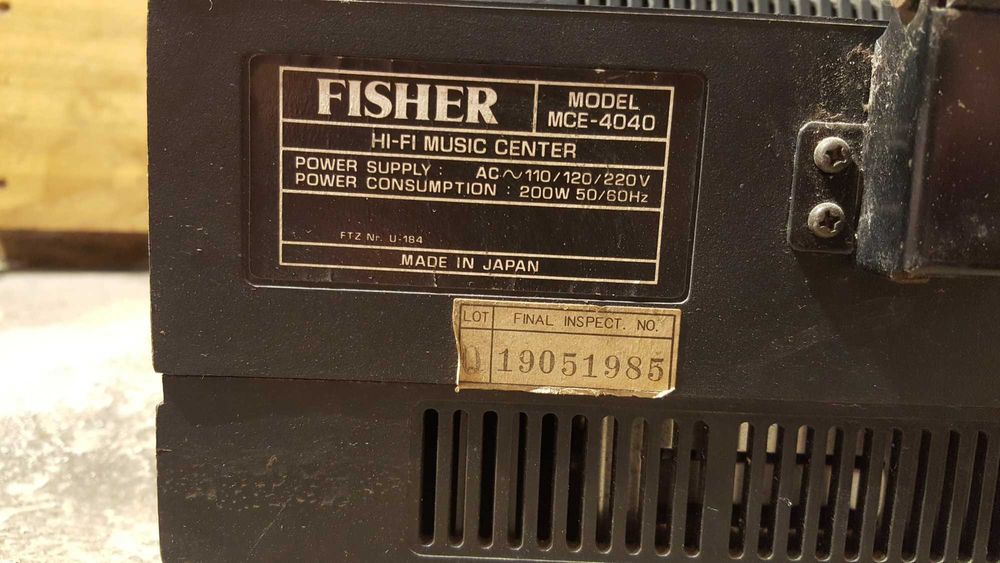 FISHER
MODEL
MCE-4040
HI-FI MUSIC CENTER
POWER SUPPLY : AC~110/120/220V
POWER CONSUMPTION : 200W 50/60Hz
FTZ Nr. U-184
MADE IN JAPAN
LOT FINAL INSPECT. NO.
19051985